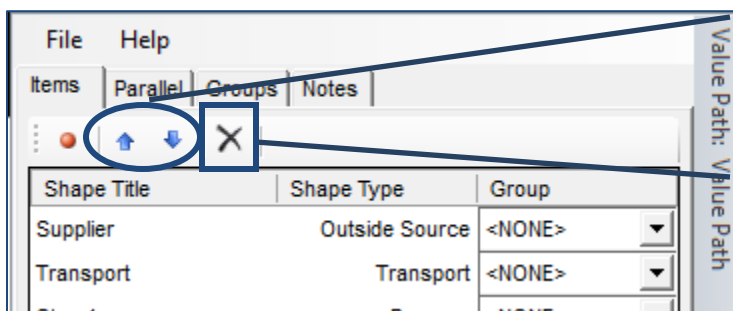 File Help
Items Parallel Groups Notes
Shape Title Shape Type Group
Supplier Outside Source <NONE>
Transport Transport <NONE>
Value Path: Value Path